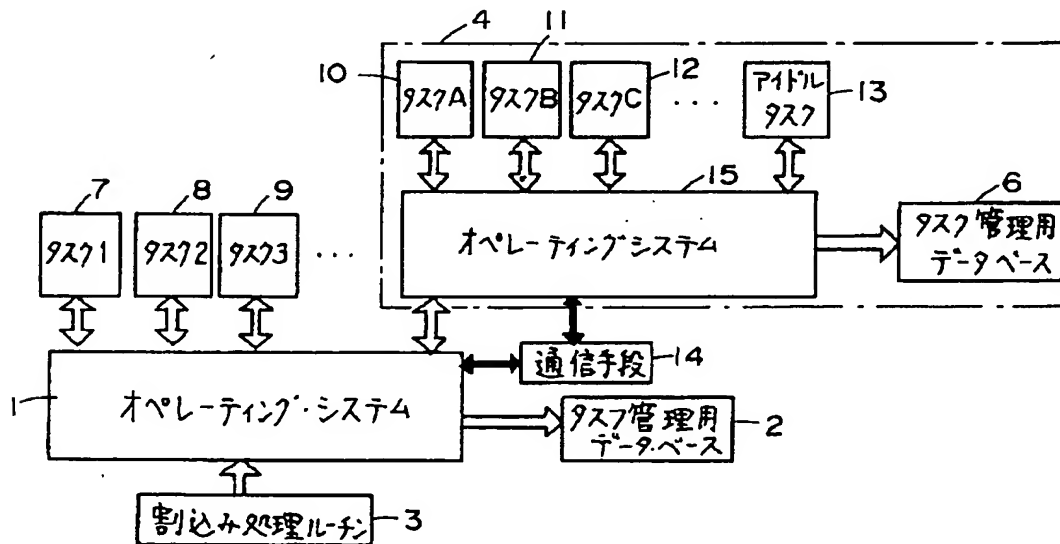 4
11
10
タスクA
タスクB
タスクC
12
・・・
アイドル
タスク
13
15
オペレーティングシステム
6
タスク管理用
データベース
7
8
9
タスク1
タスク2
タスク3
・・・
通信手段
14
1
オペレーティング・システム
タスク管理用
データ・ベース
2
割込み処理ルーチン
3